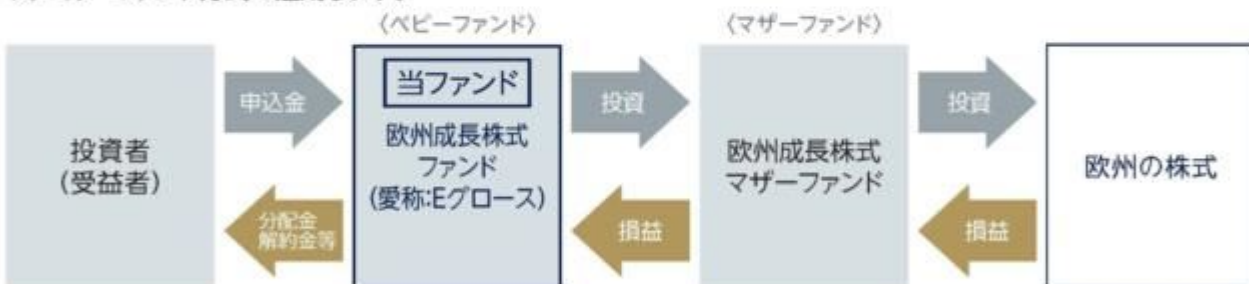 〈ベビーファンド〉
〈マザーファンド〉
投資者
(受益者)
申込金
分配金
解約金等
当ファンド
欧州成長株式
ファンド
(愛称:Eグロース)
投資
損益
欧州成長株式
マザーファンド
投資
損益
欧州の株式